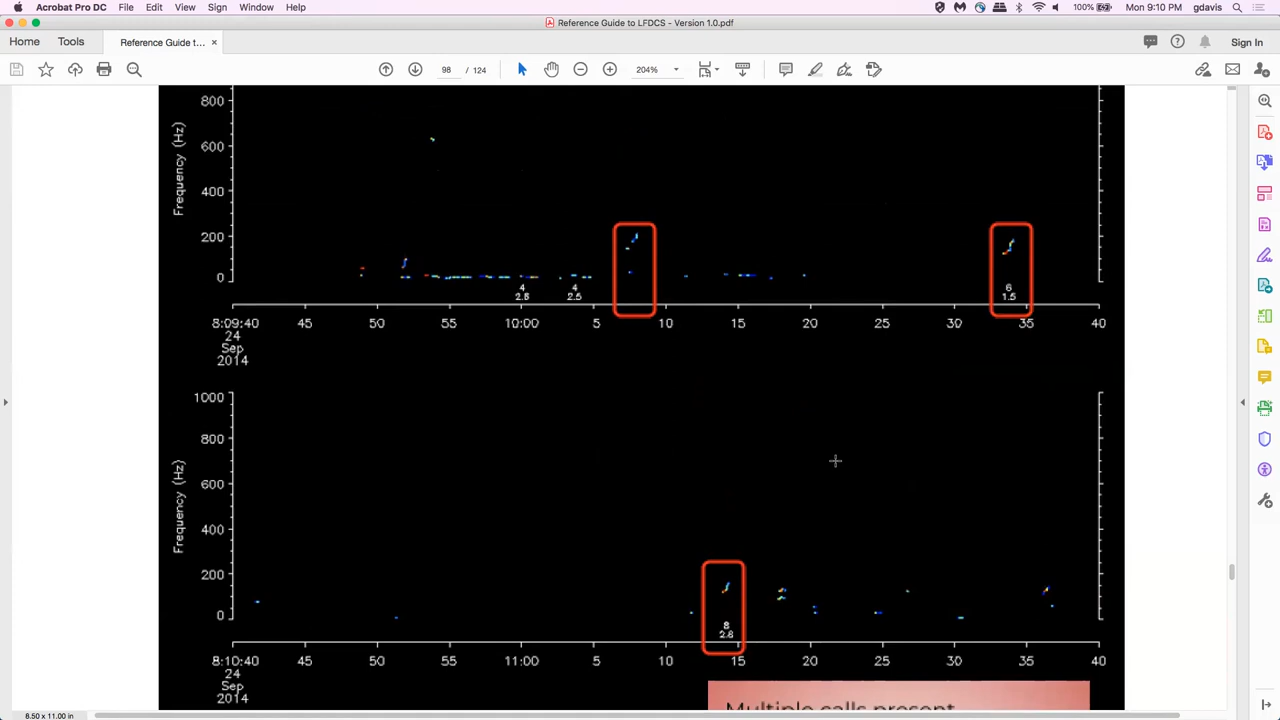 Acrobat Pro DC File Edit View Sign Window Help 100% Mon 9:10 PM gdavis
Reference Guide to LFDCS - Version 1.0.pdf
Home Tools Reference Guide t... × Sign In
98 / 124 204%
800
600
400
200
0
Frequency (Hz)
4
2.8
4
2.5
6
1.5
8:09:40 45 50 55 10:00 5 10 15 20 25 30 35 40
24
Sep
2014
1000
800
600
400
200
0
Frequency (Hz)
8
2.8
8:10:40 45 50 55 11:00 5 10 15 20 25 30 35 40
24
Sep
2014
Multiple calls present
8.50 x 11.00 in